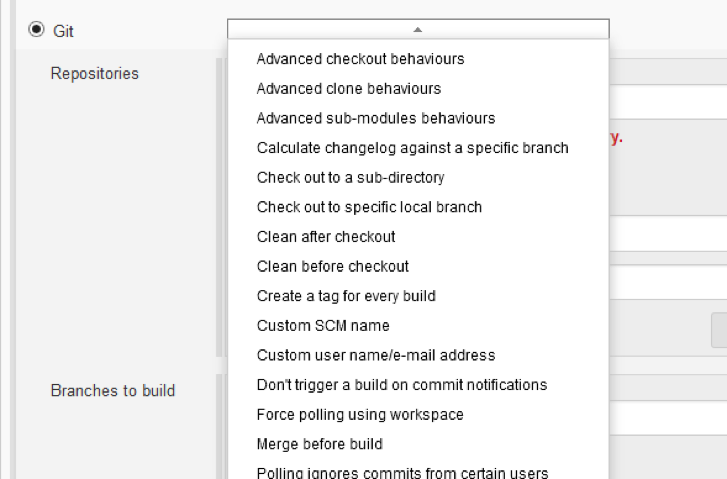 Git
Repositories
Advanced checkout behaviours
Advanced clone behaviours
Advanced sub-modules behaviours
Calculate changelog against a specific branch
y.
Check out to a sub-directory
Check out to specific local branch
Clean after checkout
Clean before checkout
Create a tag for every build
Custom SCM name
Custom user name/e-mail address
Branches to build
Don't trigger a build on commit notifications
Force polling using workspace
Merge before build
Polling ignores commits from certain users